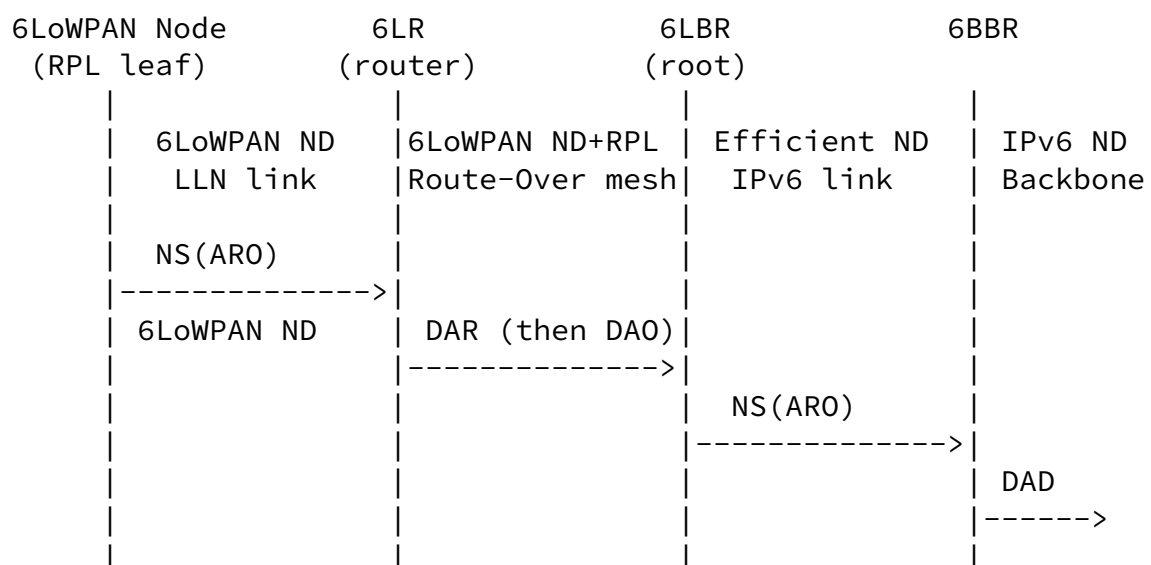 6LoWPAN Node 6LR 6LBR 6BBR
(RPL leaf) (router) (root)
6LoWPAN ND 6LoWPAN ND+RPL Efficient ND IPv6 ND
LLN link Route-Over mesh IPv6 link Backbone
NS(ARO)
6LoWPAN ND DAR (then DAO)
NS(ARO)
DAD